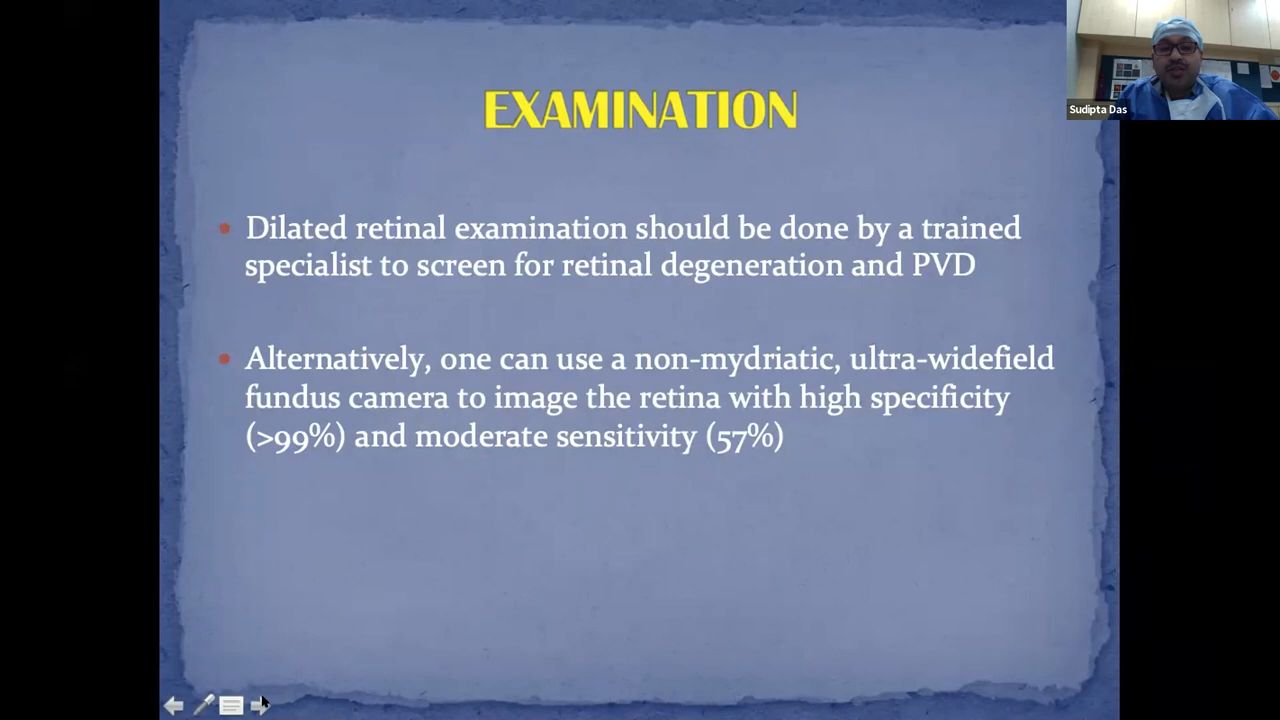 EXAMINATION
Sudipta Das
• Dilated retinal examination should be done by a trained
specialist to screen for retinal degeneration and PVD
• Alternatively, one can use a non-mydriatic, ultra-widefield
fundus camera to image the retina with high specificity
(>99%) and moderate sensitivity (57%)